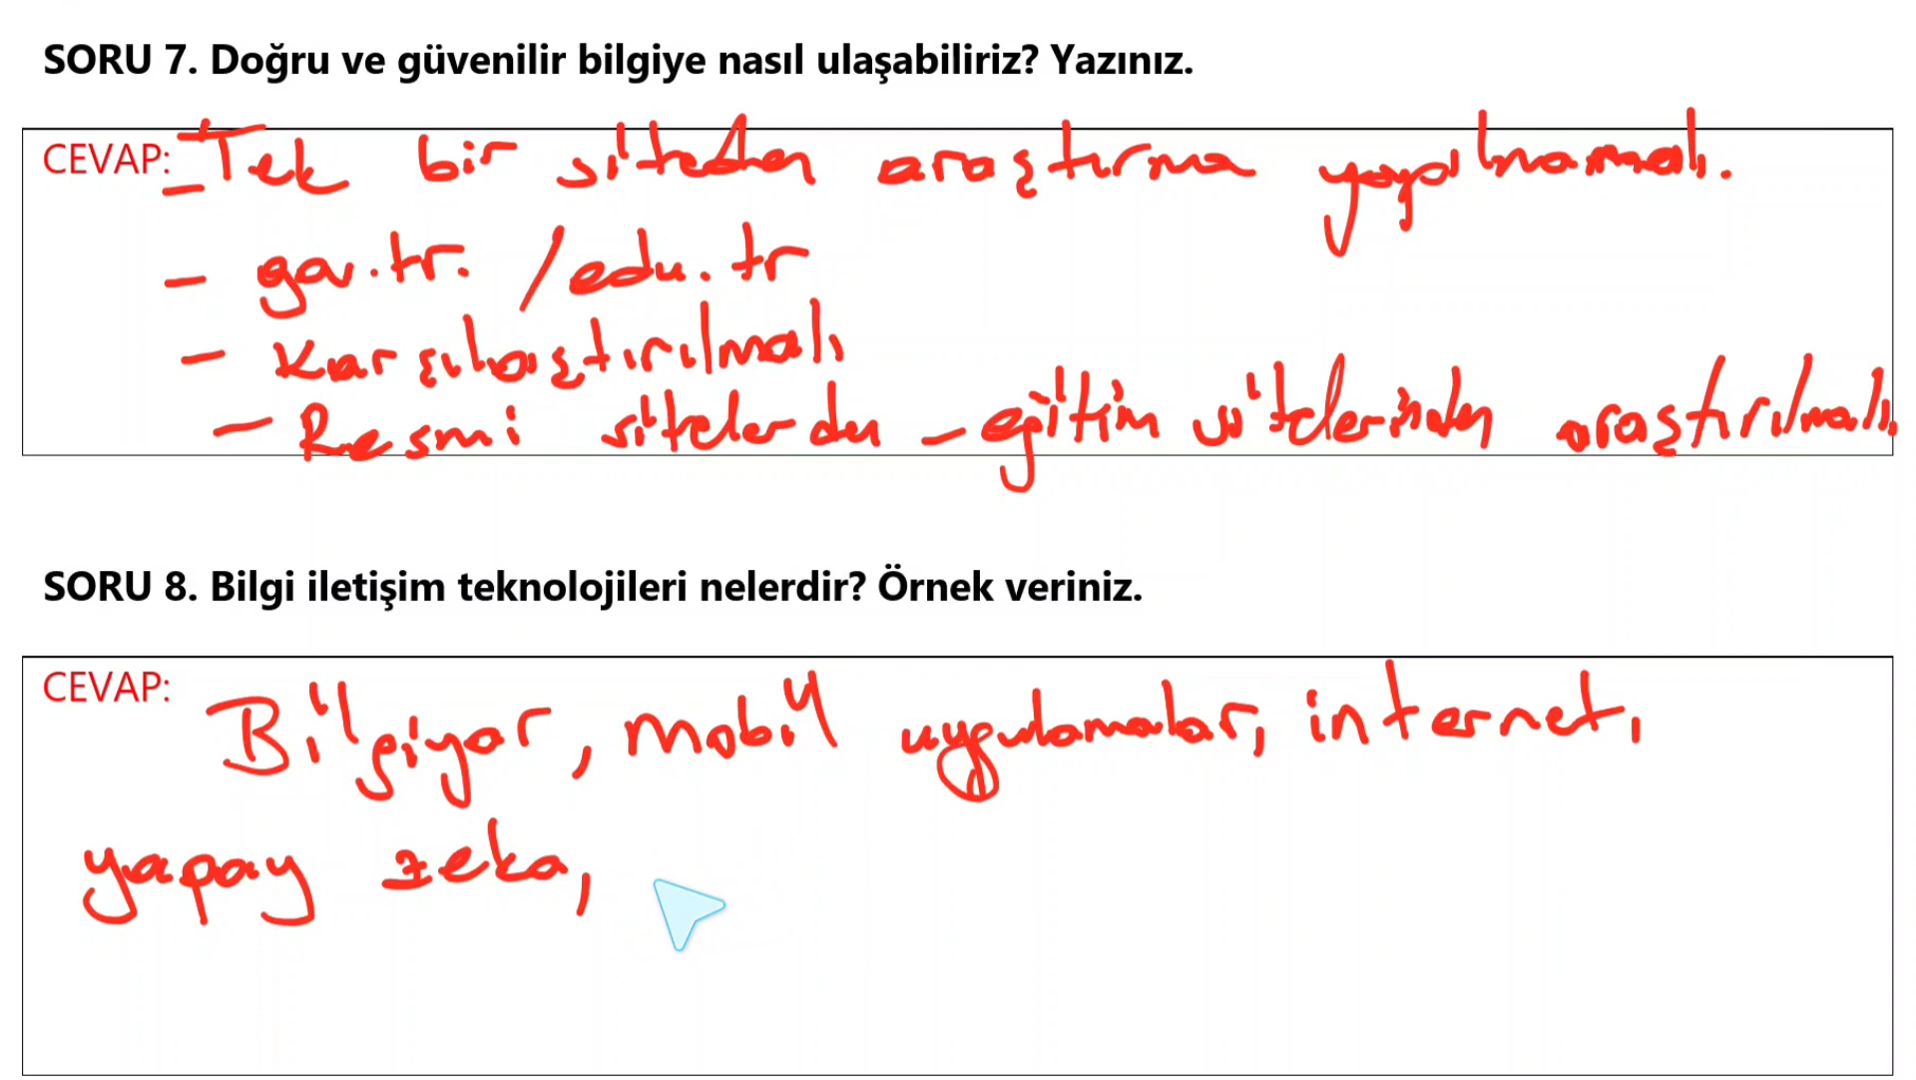 SORU 7. Doğru ve güvenilir bilgiye nasıl ulaşabiliriz? Yazınız.
CEVAP: - Tek bir siteden araştırma yapılmamalı.
- gov.tr. / edu.tr
- Karşılaştırılmalı
- Resmi sitelerden - eğitim sitelerinden araştırılmalı.
SORU 8. Bilgi iletişim teknolojileri nelerdir? Örnek veriniz.
CEVAP: Bilgiyar, mobil uygulamalar, internet,
yapay zeka,